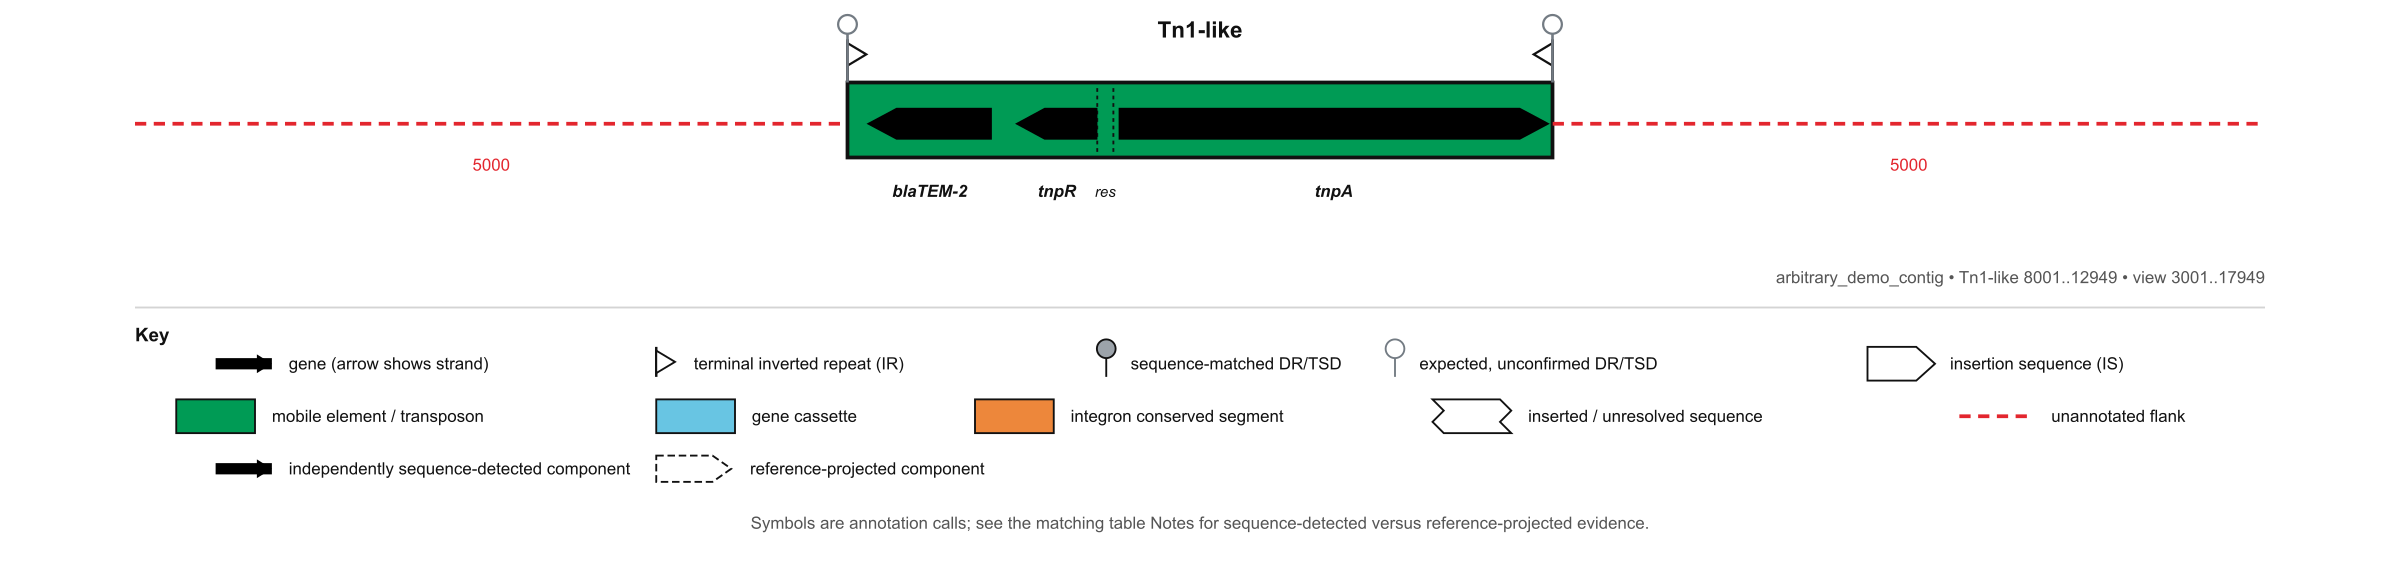 Tn1-like
5000
5000
blaTEM-2 tnpR res tnpA
arbitrary_demo_contig • Tn1-like 8001..12949 • view 3001..17949
Key
gene (arrow shows strand) terminal inverted repeat (IR) sequence-matched DR/TSD expected, unconfirmed DR/TSD insertion sequence (IS)
mobile element / transposon gene cassette integron conserved segment inserted / unresolved sequence unannotated flank
independently sequence-detected component reference-projected component
Symbols are annotation calls; see the matching table Notes for sequence-detected versus reference-projected evidence.